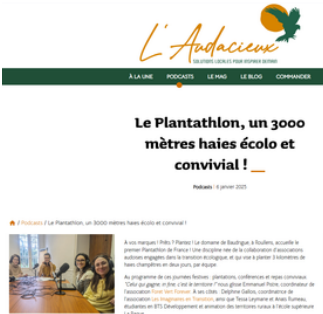 L'Audacieux
SOLUTIONS LOCALES POUR INSPIRER DEMAIN
À LA UNE PODCASTS LE MAG LE BLOG COMMANDER
Le Plantathlon, un 3000
mètres haies écolo et
convivial !
Podcasts | 6 janvier 2025
/ Podcasts / Le Plantathlon, un 3000 mètres haies écolo et convivial !
A vos marques ! Prêts ? Plantez ! Le domaine de Baudrigue, à Roullens, accueille le
premier Plantathlon de France ! Une discipline née de la collaboration d'associations
audoises engagées dans la transition écologique, et qui vise à planter 3 kilomètres de
haies champêtres en deux jours, par équipe.
Au programme de ces journées festives : plantations, conférences et repas conviviaux.
"Celui qui gagne, in fine, c'est le territoire !" nous glisse Emmanuel Pistre, coordinateur de
l'association Forer Vert Forever. À ses côtés : Delphine Gallois, coordinatrice de
l'association Les Imaginaires en Transition, ainsi que Tessa Leymarie et Anaïs
étudiantes en BTS Développement et animation des territoires ruraux à l'école supérieure